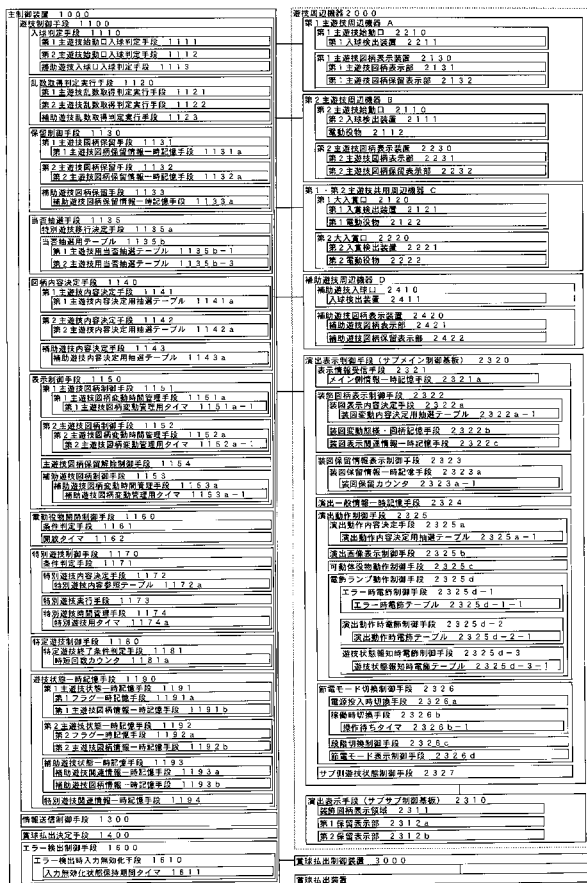 主制御装置 1000
遊技制御手段 1100
入球判定手段 1110
第1主遊技始動口入球判定手段 1111
第2主遊技始動口入球判定手段 1112
補助遊技入球口入球判定手段 1113
乱数取得判定実行手段 1120
第1主遊技乱数取得判定実行手段 1121
第2主遊技乱数取得判定実行手段 1122
補助遊技乱数取得判定実行手段 1123
保留制御手段 1130
第1主遊技図柄保留手段 1131
第1主遊技図柄保留情報一時記憶手段 1131a
第2主遊技図柄保留手段 1132
第2主遊技図柄保留情報一時記憶手段 1132a
補助遊技図柄保留手段 1133
補助遊技図柄保留情報一時記憶手段 1133a
当否抽選手段 1135
特別遊技移行決定手段 1135a
当否抽選用テーブル 1135b
第1主遊技用当否抽選テーブル 1135b-1
第2主遊技用当否抽選テーブル 1135b-3
図柄内容決定手段 1140
第1主遊技内容決定手段 1141
第1主遊技内容決定用抽選テーブル 1141a
第2主遊技内容決定手段 1142
第2主遊技内容決定用抽選テーブル 1142a
補助遊技内容決定手段 1143
補助遊技内容決定用抽選テーブル 1143a
表示制御手段 1150
第1主遊技図柄制御手段 1151
第1主遊技図柄変動時間管理手段 1151a
第1主遊技図柄変動管理用タイマ 1151a-1
第2主遊技図柄制御手段 1152
第2主遊技図柄変動時間管理手段 1152a
第2主遊技図柄変動管理用タイマ 1152a-1
主遊技図柄保留解除制御手段 1154
補助遊技図柄制御手段 1153
補助遊技図柄変動時間管理手段 1153a
補助遊技図柄変動管理用タイマ 1153a-1
電動役物開閉制御手段 1160
条件判定手段 1161
開放タイマ 1162
特別遊技制御手段 1170
条件判定手段 1171
特別遊技内容決定手段 1172
特別遊技内容参照テーブル 1172a
特別遊技実行手段 1173
特別遊技時間管理手段 1174
特別遊技用タイマ 1174a
特定遊技制御手段 1180
特定遊技終了条件判定手段 1181
時短回数カウンタ 1181a
遊技状態一時記憶手段 1190
第1主遊技状態一時記憶手段 1191
第1フラグ一時記憶手段 1191a
第1主遊技図柄情報一時記憶手段 1191b
第2主遊技状態一時記憶手段 1192
第2フラグ一時記憶手段 1192a
第2主遊技図柄情報一時記憶手段 1192b
補助遊技状態一時記憶手段 1193
補助遊技関連情報一時記憶手段 1193a
補助遊技図柄情報一時記憶手段 1193b
特別遊技関連情報一時記憶手段 1194
情報送信制御手段 1300
賞球払出決定手段 1400
エラー検出制御手段 1600
エラー検出時入力無効化手段 1610
入力無効化状態保持期間タイマ 1611
遊技周辺機器 2000
第1主遊技周辺機器 A
第1主遊技始動口 2110
第1入球検出装置 2211
第1主遊技図柄表示装置 2130
第1主遊技図柄表示部 2131
第1主遊技図柄保留表示部 2132
第2主遊技周辺機器 B
第2主遊技始動口 2110
第2入球検出装置 2111
電動役物 2112
第2主遊技図柄表示装置 2230
第2主遊技図柄表示部 2231
第2主遊技図柄保留表示部 2232
第1・第2主遊技共用周辺機器 C
第1大入賞口 2120
第1入賞検出装置 2121
第1電動役物 2122
第2大入賞口 2220
第2入賞検出装置 2221
第2電動役物 2222
補助遊技周辺機器 D
補助遊技入球口 2410
入球検出装置 2411
補助遊技図柄表示装置 2420
補助遊技図柄表示部 2421
補助遊技図柄保留表示部 2422
演出表示制御手段（サブメイン制御基板） 2320
表示情報受信手段 2321
メイン側情報一時記憶手段 2321a
装飾図柄表示制御手段 2322
装図表示内容決定手段 2322a
装図変動内容決定用抽選テーブル 2322a-1
装図変動態様・図柄記憶手段 2322b
装図表示関連情報一時記憶手段 2322c
装図保留情報表示制御手段 2323
装図保留情報一時記憶手段 2323a
装図保留カウンタ 2323a-1
演出一般情報一時記憶手段 2324
演出動作制御手段 2325
演出動作内容決定手段 2325a
演出動作内容決定用抽選テーブル 2325a-1
演出画像表示制御手段 2325b
可動体役物動作制御手段 2325c
電飾ランプ動作制御手段 2325d
エラー時電飾制御手段 2325d-1
エラー時電飾テーブル 2325d-1-1
演出動作時電飾制御手段 2325d-2
演出動作時電飾テーブル 2325d-2-1
遊技状態報知時電飾制御手段 2325d-3
遊技状態報知時電飾テーブル 2325d-3-1
節電モード切換制御手段 2326
電源投入時切換手段 2326a
稼働時切換手段 2326b
操作待ちタイマ 2326b-1
段階切換制御手段 2326c
節電モード表示制御手段 2326d
サブ側遊技状態制御手段 2327
演出表示手段（サブサブ制御基板） 2310
装飾図柄表示領域 2311
第1保留表示部 2312a
第2保留表示部 2312b
賞球払出制御装置 3000
賞球払出装置